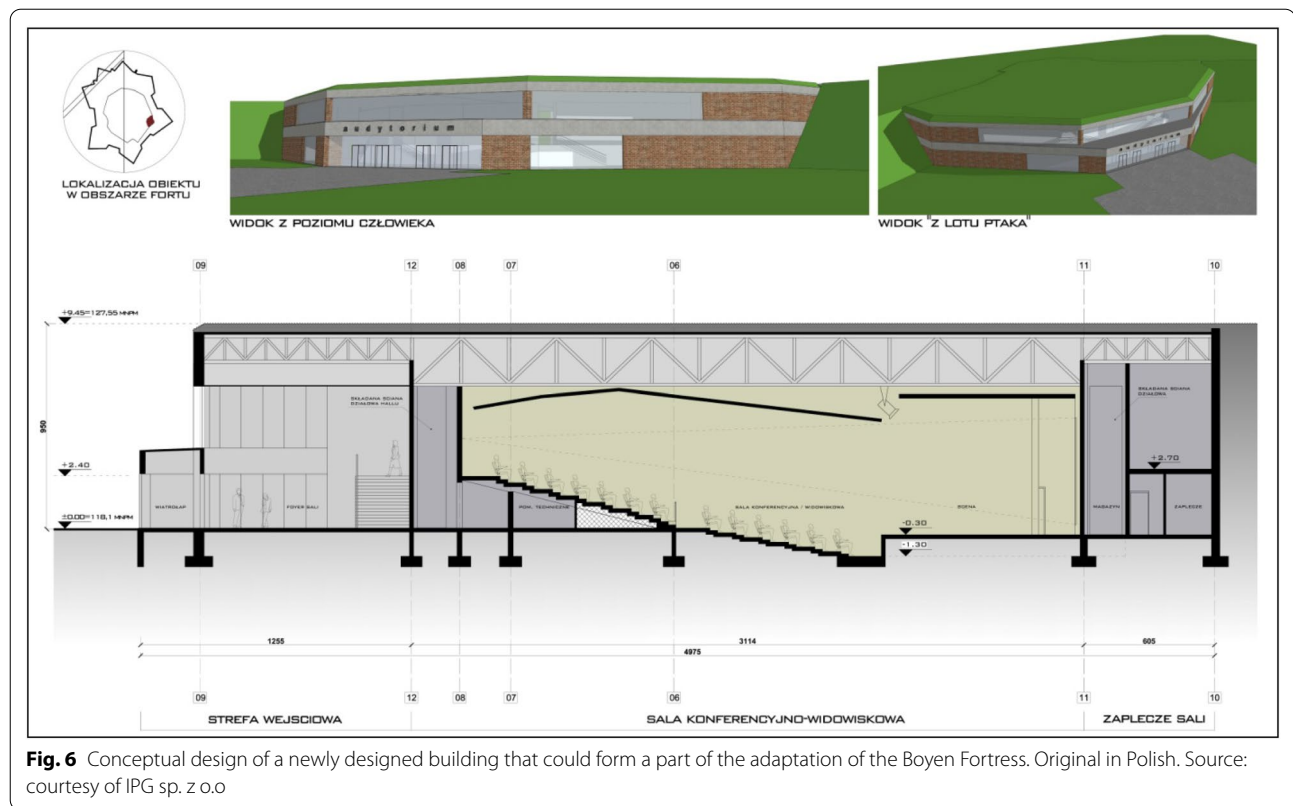 LOKALIZACJA OBIEKTU
W OBSZARZE FORTU
audytorium
WIDOK Z POZIOMU CZŁOWIEKA
WIDOK "Z LOTU PTAKA"
09
12
08
07
06
11
10
+9.45=127,55 MNPM
SKŁADANA ŚCIANA
DZIAŁOWA HALLU
SKŁADANA ŚCIANA
DZIAŁOWA
950
+2.40
+2.70
±0.00=118,1 MNPM
WIATROŁAP
FOYER SALI
POM. TECHNICZNE
SALA KONFERENCYJNA / WIDOWISKOWA
SCENA
MAGAZYN
ZAPLECZE
-0.30
-1.30
1255
3114
605
4975
09
12
08
07
06
11
10
STREFA WEJSCIOWA
SALA KONFERENCYJNO-WIDOWISKOWA
ZAPLECZE SALI
Fig. 6 Conceptual design of a newly designed building that could form a part of the adaptation of the Boyen Fortress. Original in Polish. Source:
courtesy of IPG sp. z o.o